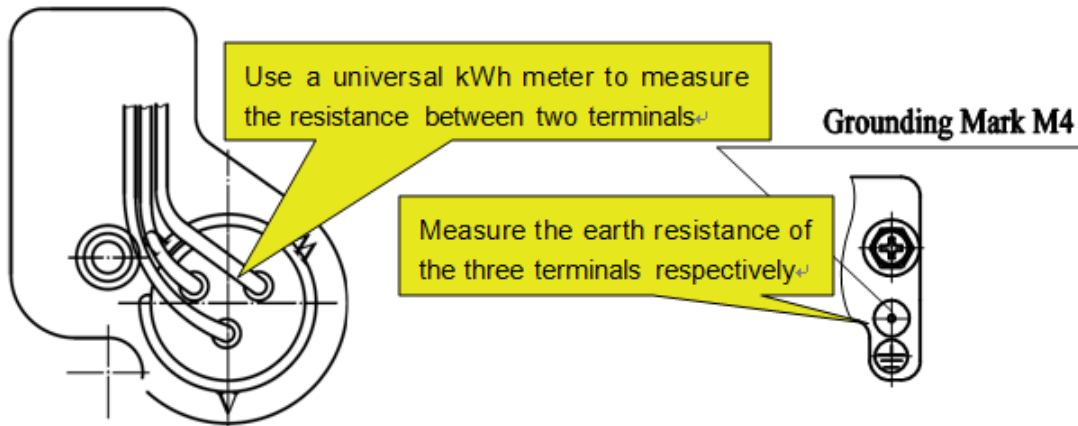 Use a universal kWh meter to measure
the resistance between two terminals↵
Grounding Mark M4
Measure the earth resistance of
the three terminals respectively↵